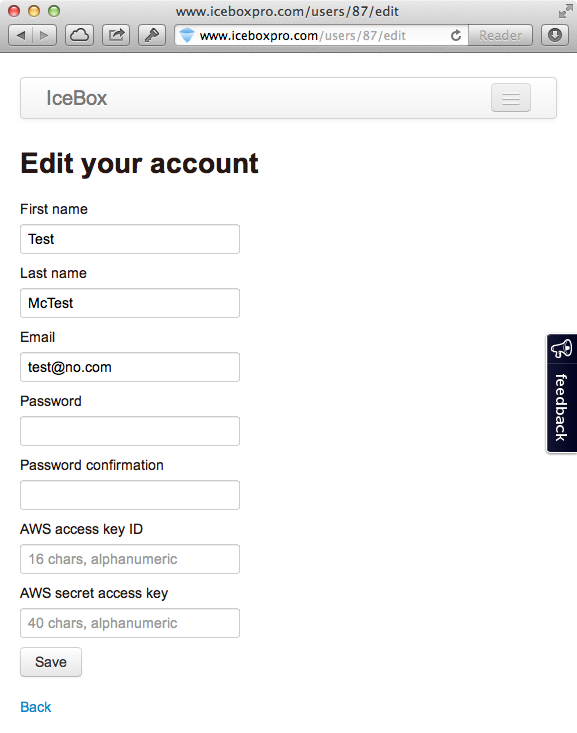 www.iceboxpro.com/users/87/edit
www.iceboxpro.com/users/87/edit Reader
IceBox
Edit your account
First name
Test
Last name
McTest
Email
test@no.com
feedback
Password
Password confirmation
AWS access key ID
16 chars, alphanumeric
AWS secret access key
40 chars, alphanumeric
Save
Back